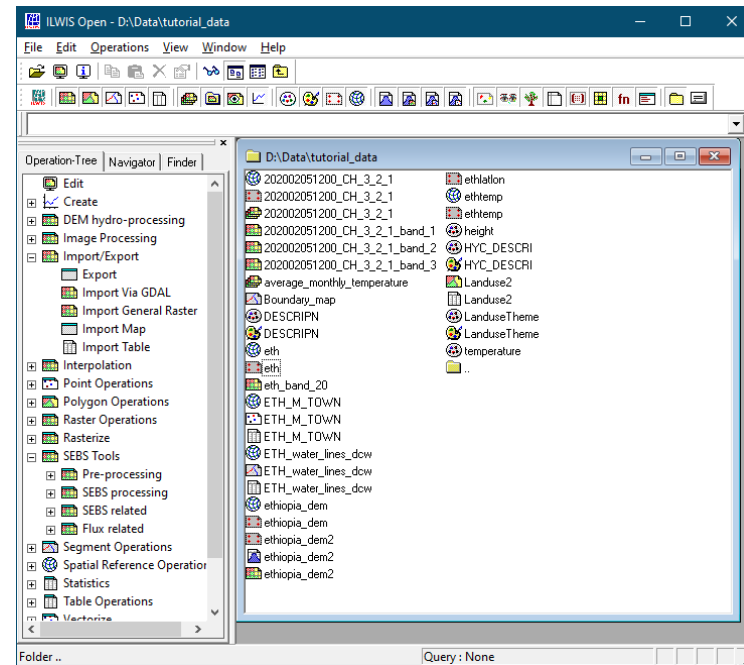 ILWIS Open - D:\Data\tutorial_data
File Edit Operations View Window Help
fn
Operation-Tree Navigator Finder
Edit
Create
DEM hydro-processing
Image Processing
Import/Export
Export
Import Via GDAL
Import General Raster
Import Map
Import Table
Interpolation
Point Operations
Polygon Operations
Raster Operations
Rasterize
SEBS Tools
Pre-processing
SEBS processing
SEBS related
Flux related
Segment Operations
Spatial Reference Operation
Statistics
Table Operations
Vectorize
D:\Data\tutorial_data
202002051200_CH_3_2_1
202002051200_CH_3_2_1
202002051200_CH_3_2_1
202002051200_CH_3_2_1_band_1
202002051200_CH_3_2_1_band_2
202002051200_CH_3_2_1_band_3
average_monthly_temperature
Boundary_map
DESCRIPN
DESCRIPN
eth
eth
eth_band_20
ETH_M_TOWN
ETH_M_TOWN
ETH_M_TOWN
ETH_water_lines_dcw
ETH_water_lines_dcw
ETH_water_lines_dcw
ethiopia_dem
ethiopia_dem
ethiopia_dem2
ethiopia_dem2
ethiopia_dem2
ethlatlon
ethtemp
ethtemp
height
HYC_DESCRI
HYC_DESCRI
Landuse2
Landuse2
LanduseTheme
LanduseTheme
temperature
..
Folder ..
Query : None